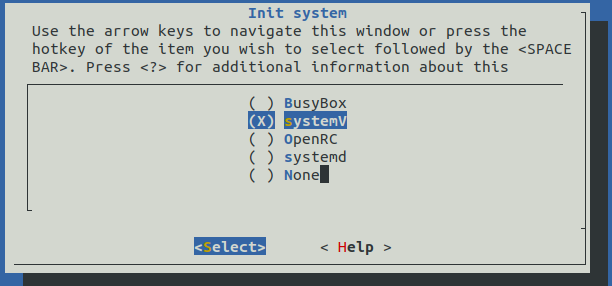 Init system
Use the arrow keys to navigate this window or press the
hotkey of the item you wish to select followed by the <SPACE
BAR>. Press <?> for additional information about this
( ) BusyBox
(X) systemV
( ) OpenRC
( ) systemd
( ) None
<Select> < Help >